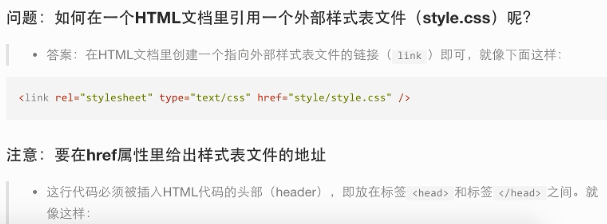 问题：如何在一个HTML文档里引用一个外部样式表文件（style.css）呢？
• 答案：在HTML文档里创建一个指向外部样式表文件的链接（ link ）即可，就像下面这样：
<link rel="stylesheet" type="text/css" href="style/style.css" />
注意：要在href属性里给出样式表文件的地址
• 这行代码必须被插入HTML代码的头部（header），即放在标签 <head> 和标签 </head> 之间。就
像这样：